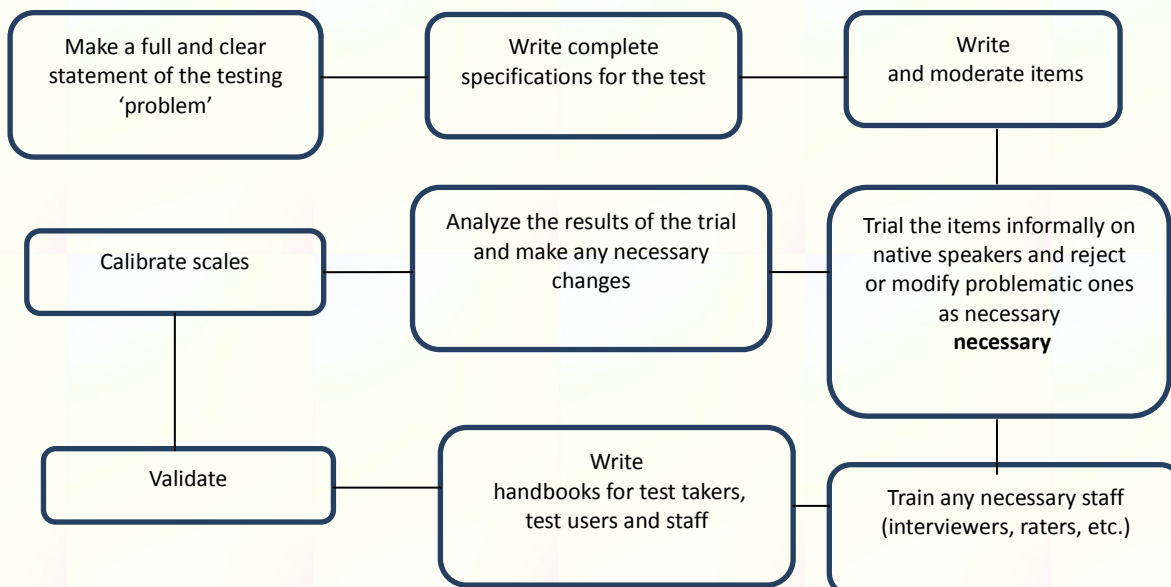 Make a full and clear
statement of the testing
‘problem’
Write complete
specifications for the test
Write
and moderate items
Trial the items informally on
native speakers and reject
or modify problematic ones
as necessary
necessary
Analyze the results of the trial
and make any necessary
changes
Calibrate scales
Validate
Write
handbooks for test takers,
test users and staff
Train any necessary staff
(interviewers, raters, etc.)